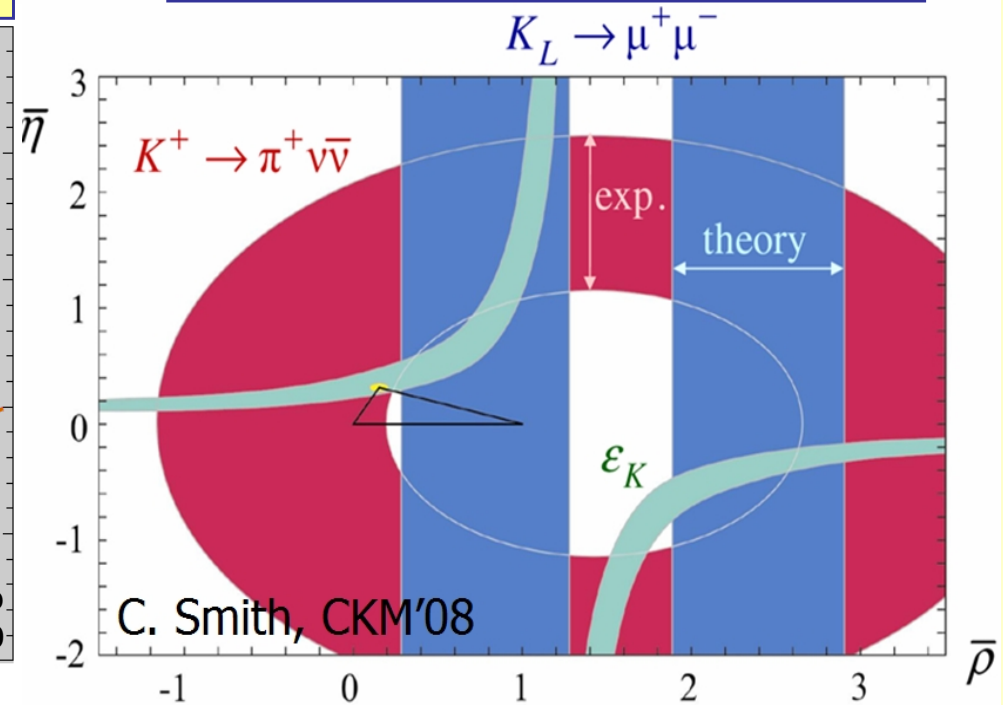 K_L → μ⁺μ⁻
3
η̄
K⁺ → π⁺νν̄
exp.
2
theory
1
0
ε_K
-1
C. Smith, CKM'08
-2
ρ̄
-1 0 1 2 3